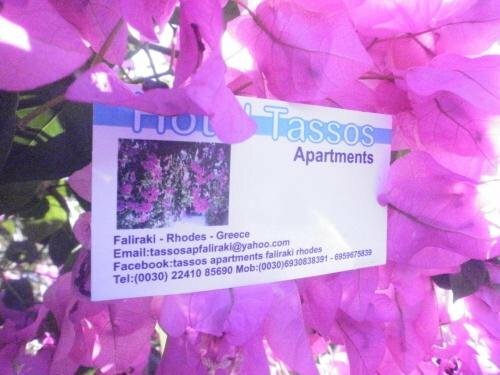 Hotel Tassos
Apartments
Faliraki - Rhodes - Greece
Email:tassosapfaliraki@yahoo.com
Facebook:tassos apartments faliraki rhodes
Tel:(0030) 22410 85690 Mob:(0030)6930838391 - 6959675839